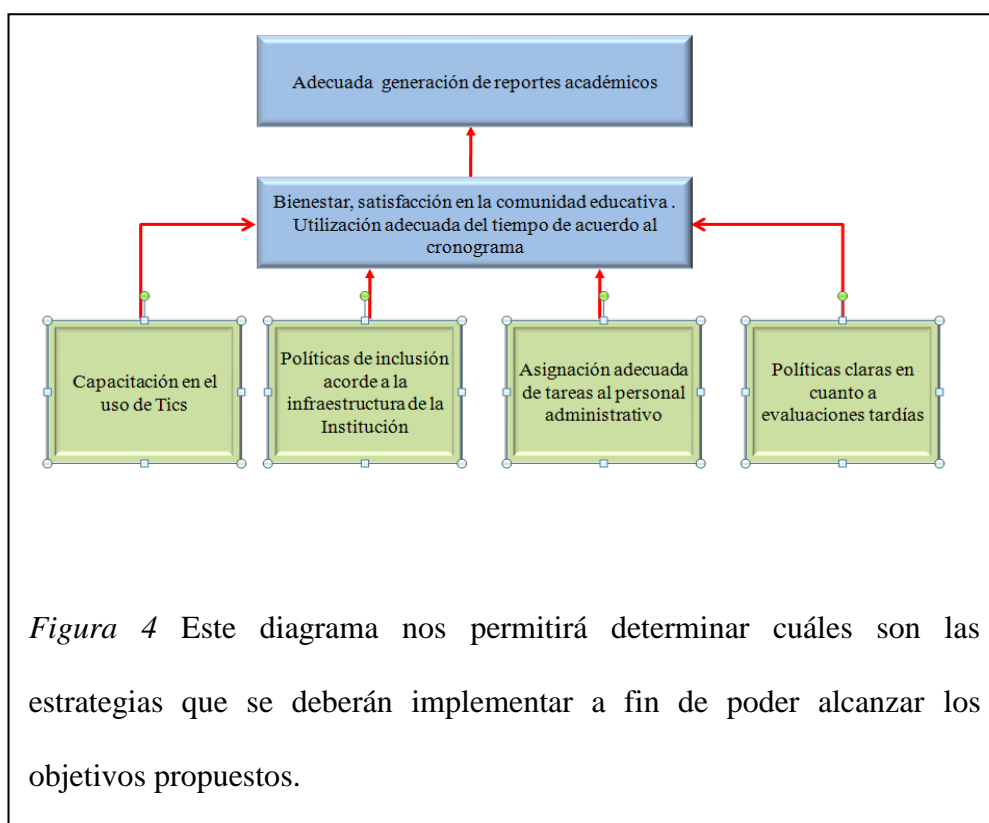 Adecuada generación de reportes académicos
Bienestar, satisfacción en la comunidad educativa .
Utilización adecuada del tiempo de acuerdo al
cronograma
Capacitación en el
uso de Tics
Políticas de inclusión
acorde a la
infraestructura de la
Institución
Asignación adecuada
de tareas al personal
administrativo
Políticas claras en
cuanto a
evaluaciones tardías
Figura 4 Este diagrama nos permitirá determinar cuáles son las
estrategias que se deberán implementar a fin de poder alcanzar los
objetivos propuestos.